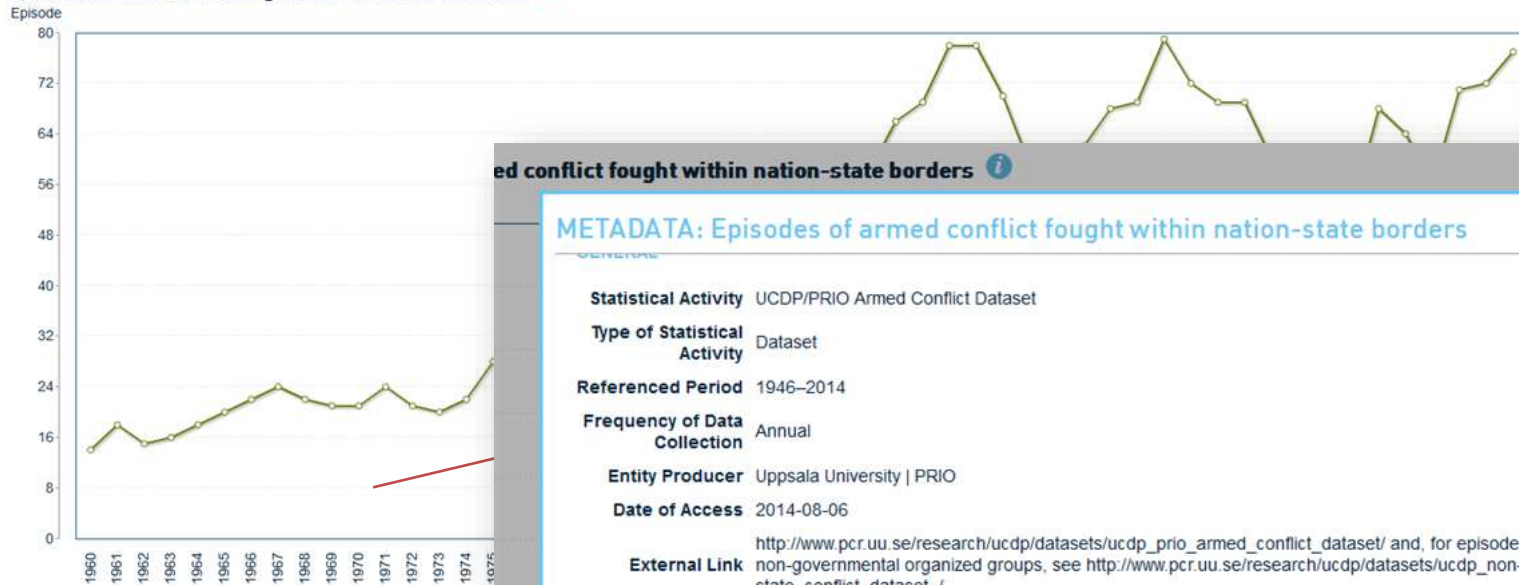 Episode
80
72
64
56
48
40
32
24
16
8
0
1960
1961
1962
1963
1964
1965
1966
1967
1968
1969
1970
1971
1972
1973
1974
1975
ed conflict fought within nation-state borders i
METADATA: Episodes of armed conflict fought within nation-state borders
GENERAL
Statistical Activity UCDP/PRIO Armed Conflict Dataset
Type of Statistical
Activity Dataset
Referenced Period 1946–2014
Frequency of Data
Collection Annual
Entity Producer Uppsala University | PRIO
Date of Access 2014-08-06
http://www.pcr.uu.se/research/ucdp/datasets/ucdp_prio_armed_conflict_dataset/ and, for episode
External Link non-governmental organized groups, see http://www.pcr.uu.se/research/ucdp/datasets/ucdp_non-
state_conflict_dataset_/